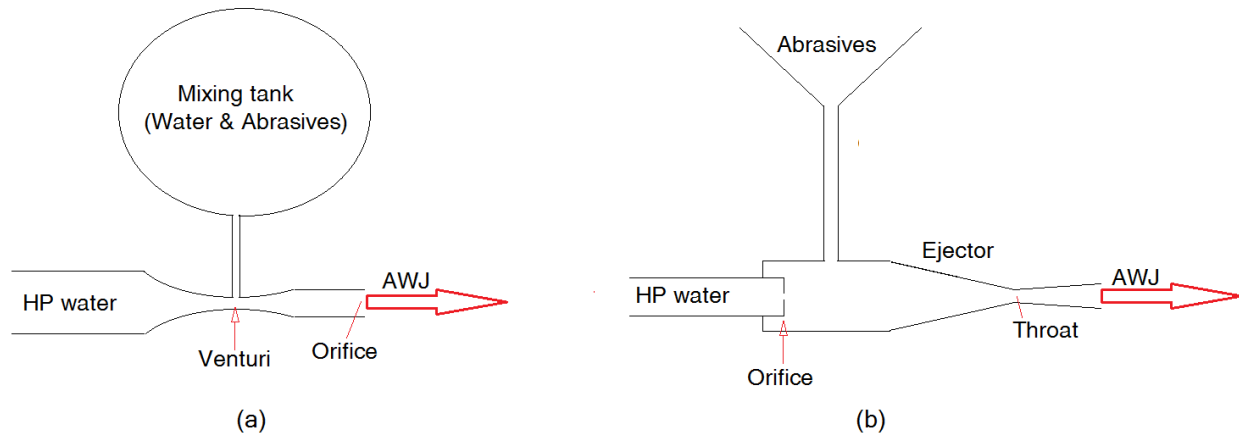 Mixing tank
(Water & Abrasives)
HP water
AWJ
Venturi
Orifice
(a)
Abrasives
Ejector
HP water
AWJ
Throat
Orifice
(b)